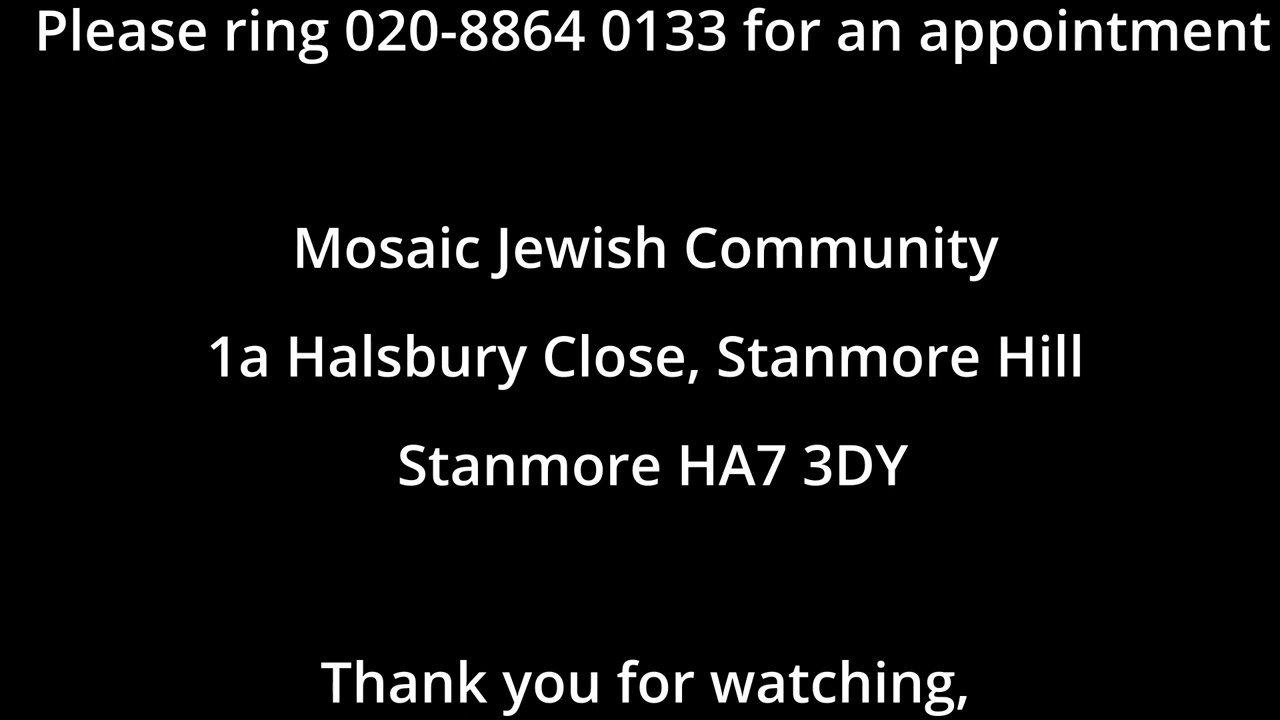 Please ring 020-8864 0133 for an appointment
Mosaic Jewish Community
1a Halsbury Close, Stanmore Hill
Stanmore HA7 3DY
Thank you for watching,